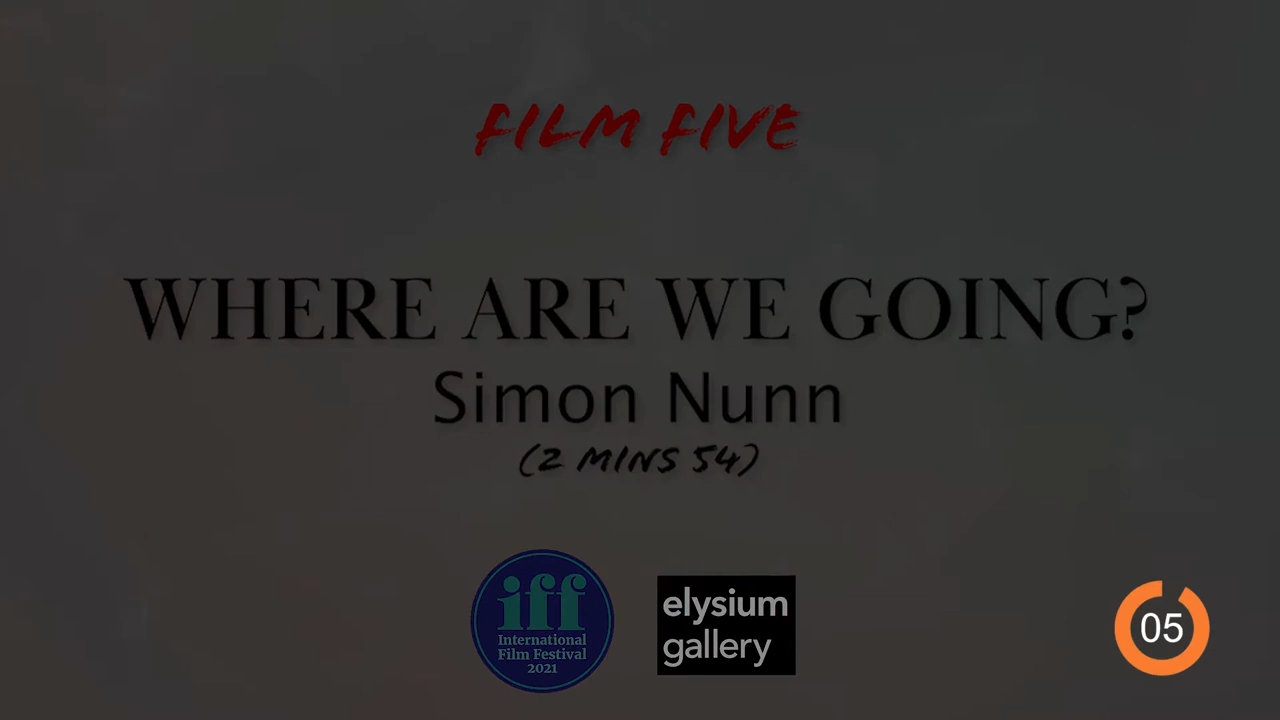 FILM FIVE
WHERE ARE WE GOING?
Simon Nunn
(2 MINS 54)
iff
International
Film Festival
2021
elysium
gallery
05